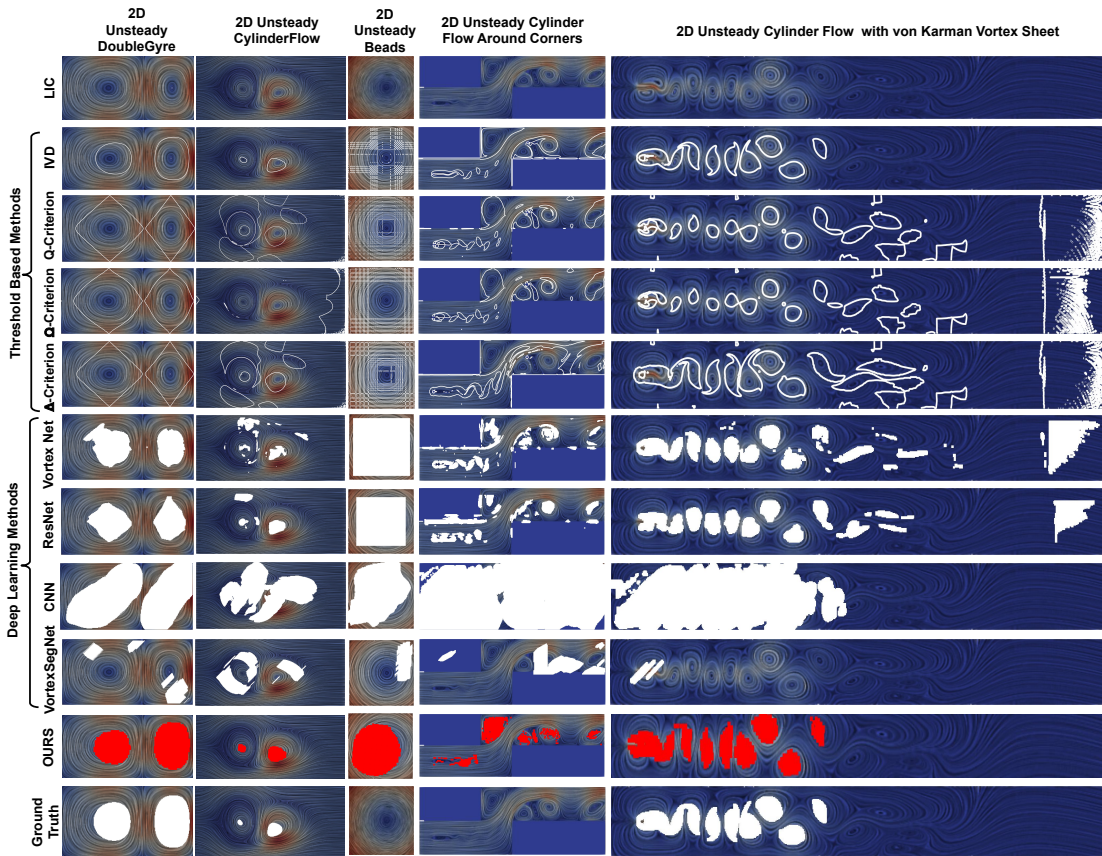 2D
Unsteady
DoubleGyre
2D Unsteady
CylinderFlow
2D
Unsteady
Beads
2D Unsteady Cylinder
Flow Around Corners
2D Unsteady Cylinder Flow with von Karman Vortex Sheet
LIC
Threshold Based Methods
IVD
Q-Criterion
Ω-Criterion
Δ-Criterion
Deep Learning Methods
Vortex Net
ResNet
CNN
VortexSegNet
OURS
Ground
Truth